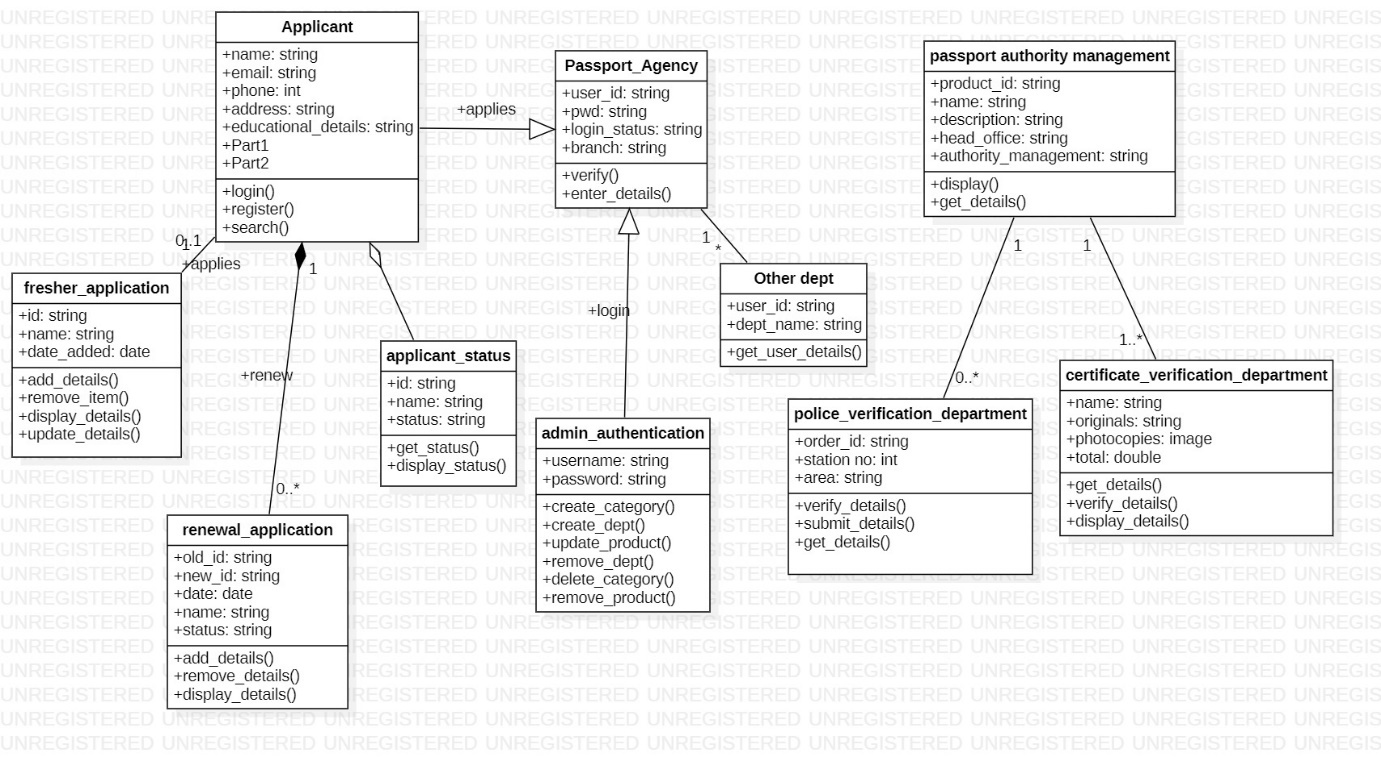 Applicant
+name: string
+email: string
+phone: int
+address: string
+educational_details: string
+Part1
+Part2
+login()
+register()
+search()
+applies
Passport_Agency
+user_id: string
+pwd: string
+login_status: string
+branch: string
+verify()
+enter_details()
passport authority management
+product_id: string
+name: string
+description: string
+head_office: string
+authority_management: string
+display()
+get_details()
0..1
1
+applies
fresher_application
+id: string
+name: string
+date_added: date
+add_details()
+remove_item()
+display_details()
+update_details()
1
+renew
0..*
applicant_status
+id: string
+name: string
+status: string
+get_status()
+display_status()
renewal_application
+old_id: string
+new_id: string
+date: date
+name: string
+status: string
+add_details()
+remove_details()
+display_details()
+login
admin_authentication
+username: string
+password: string
+create_category()
+create_dept()
+update_product()
+remove_dept()
+delete_category()
+remove_product()
1
*
Other dept
+user_id: string
+dept_name: string
+get_user_details()
1
0..*
police_verification_department
+order_id: string
+station no: int
+area: string
+verify_details()
+submit_details()
+get_details()
1
1..*
certificate_verification_department
+name: string
+originals: string
+photocopies: image
+total: double
+get_details()
+verify_details()
+display_details()
UNREGISTERED